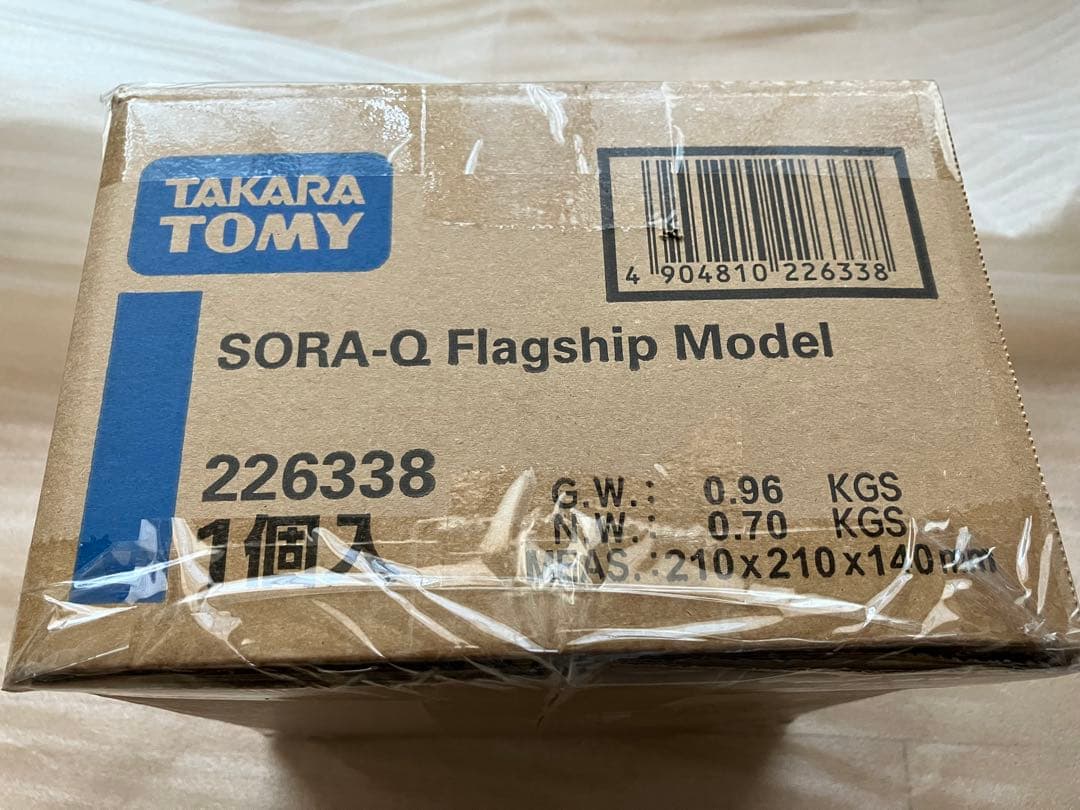 TAKARA
TOMY
4 904810 226338
SORA-Q Flagship Model
226338
1個入
G.W.: 0.96 KGS
N.W.: 0.70 KGS
MEAS.:210x210x140mm